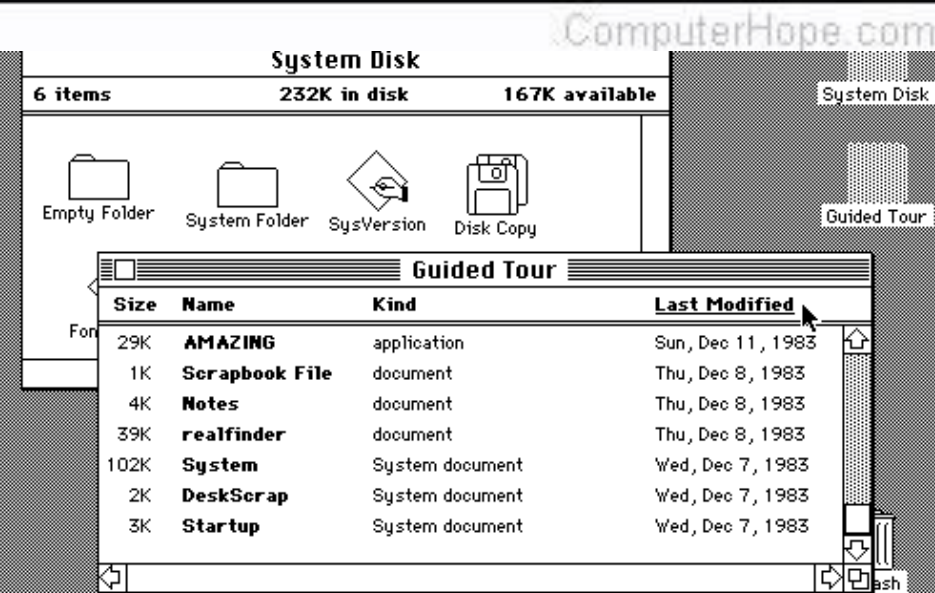 ComputerHope.com
System Disk
6 items 232K in disk 167K available
System Disk
Empty Folder System Folder SysVersion Disk Copy
Guided Tour
Guided Tour
Size Name Kind Last Modified
Fon
29K AMAZING application Sun, Dec 11, 1983
1K Scrapbook File document Thu, Dec 8, 1983
4K Notes document Thu, Dec 8, 1983
39K realfinder document Thu, Dec 8, 1983
102K System System document Wed, Dec 7, 1983
2K DeskScrap System document Wed, Dec 7, 1983
3K Startup System document Wed, Dec 7, 1983
ash